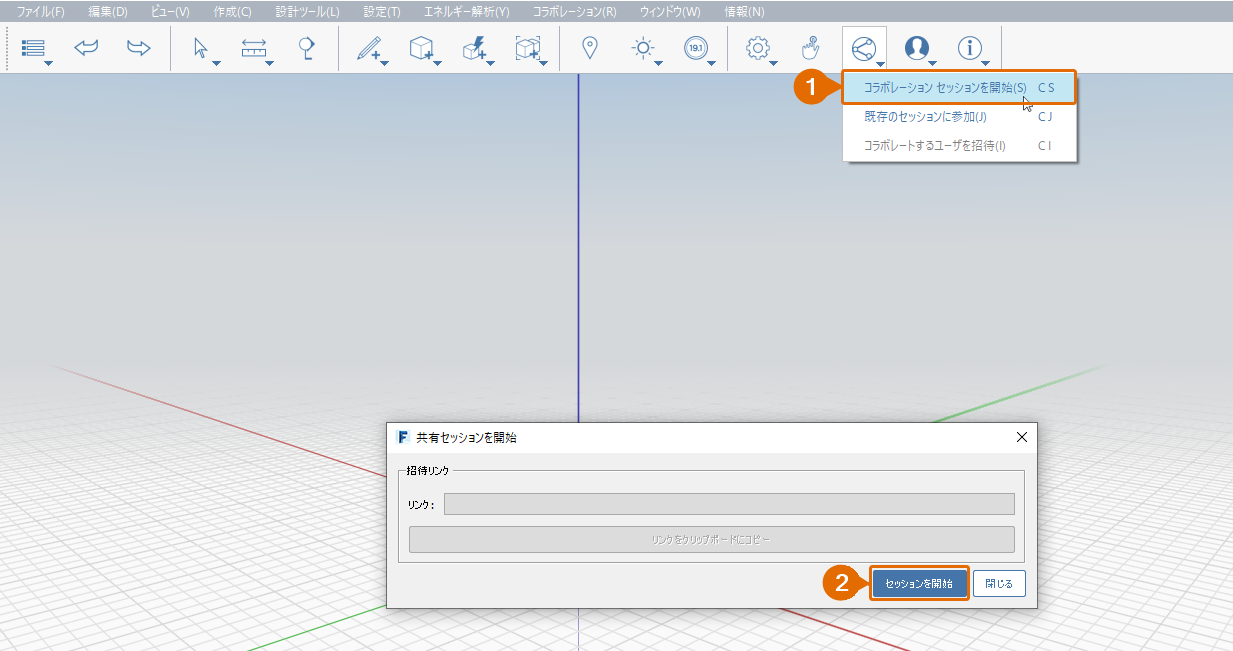 ファイル(F) 編集(D) ビュー(V) 作成(C) 設計ツール(L) 設定(T) エネルギー解析(Y) コラボレーション(R) ウィンドウ(W) 情報(N)
19.1
1
コラボレーション セッションを開始(S) C S
既存のセッションに参加(J) C J
コラボレートするユーザを招待(I) C I
F 共有セッションを開始
招待リンク
リンク:
リンクをクリップボードにコピー
2 セッションを開始 閉じる